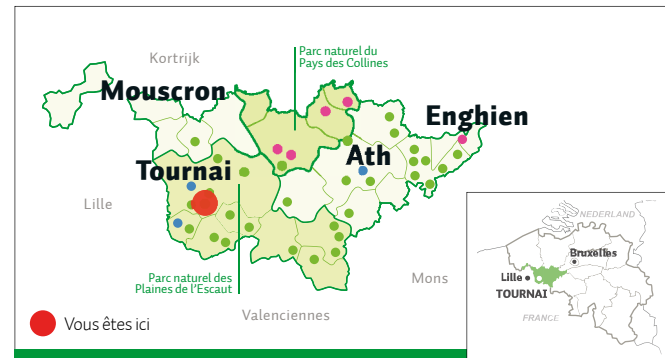 Kortrijk
Parc naturel du
Pays des Collines
Mouscron
Enghien
Tournai
Ath
Lille
Parc naturel des
Plaines de l'Escaut
Mons
Valenciennes
Vous êtes ici
NEDERLAND
Bruxelles
Lille
TOURNAI
FRANCE